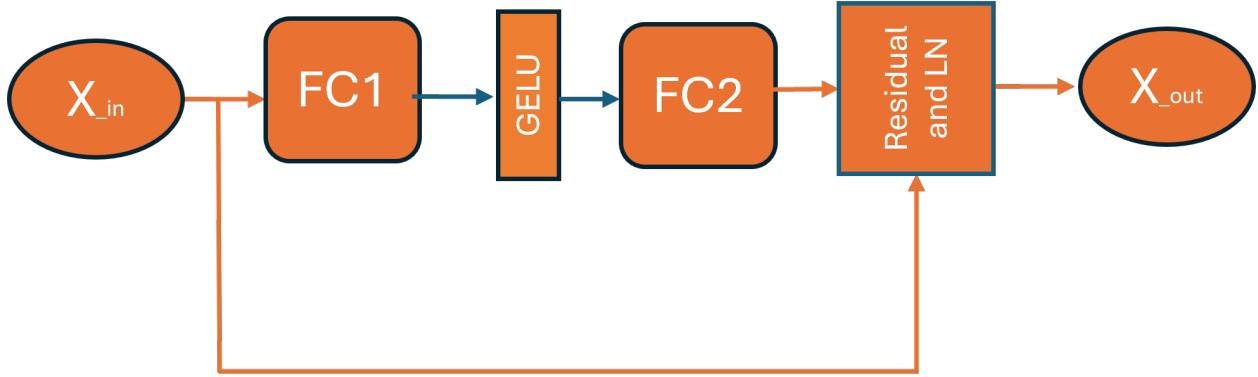 X_in
FC1
GELU
FC2
Residual
and LN
X_out